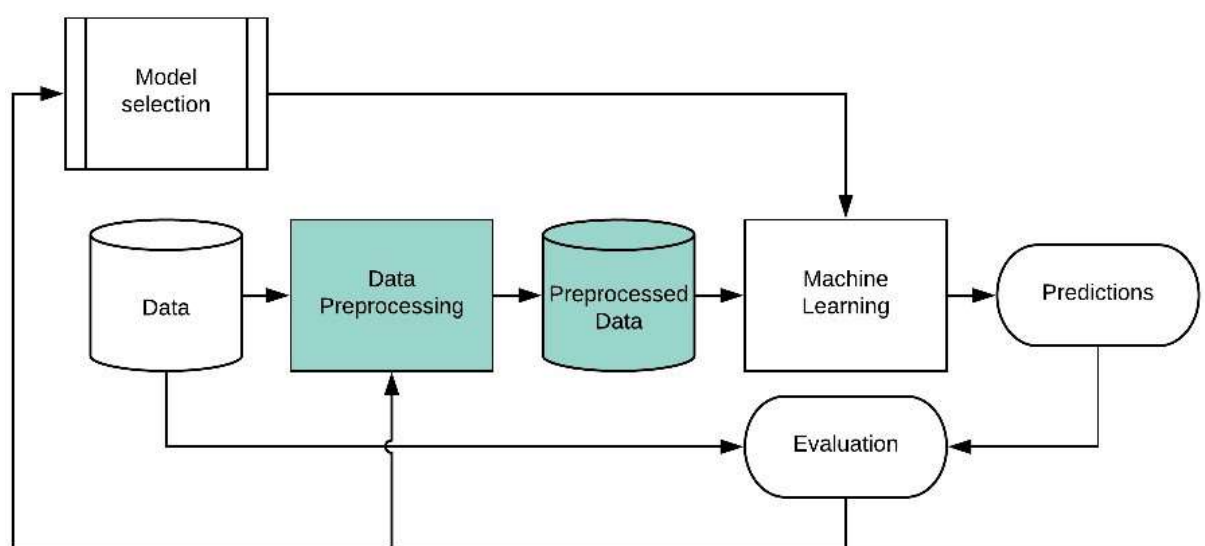 Model
selection
Data
Data
Preprocessing
Preprocessed
Data
Machine
Learning
Predictions
Evaluation